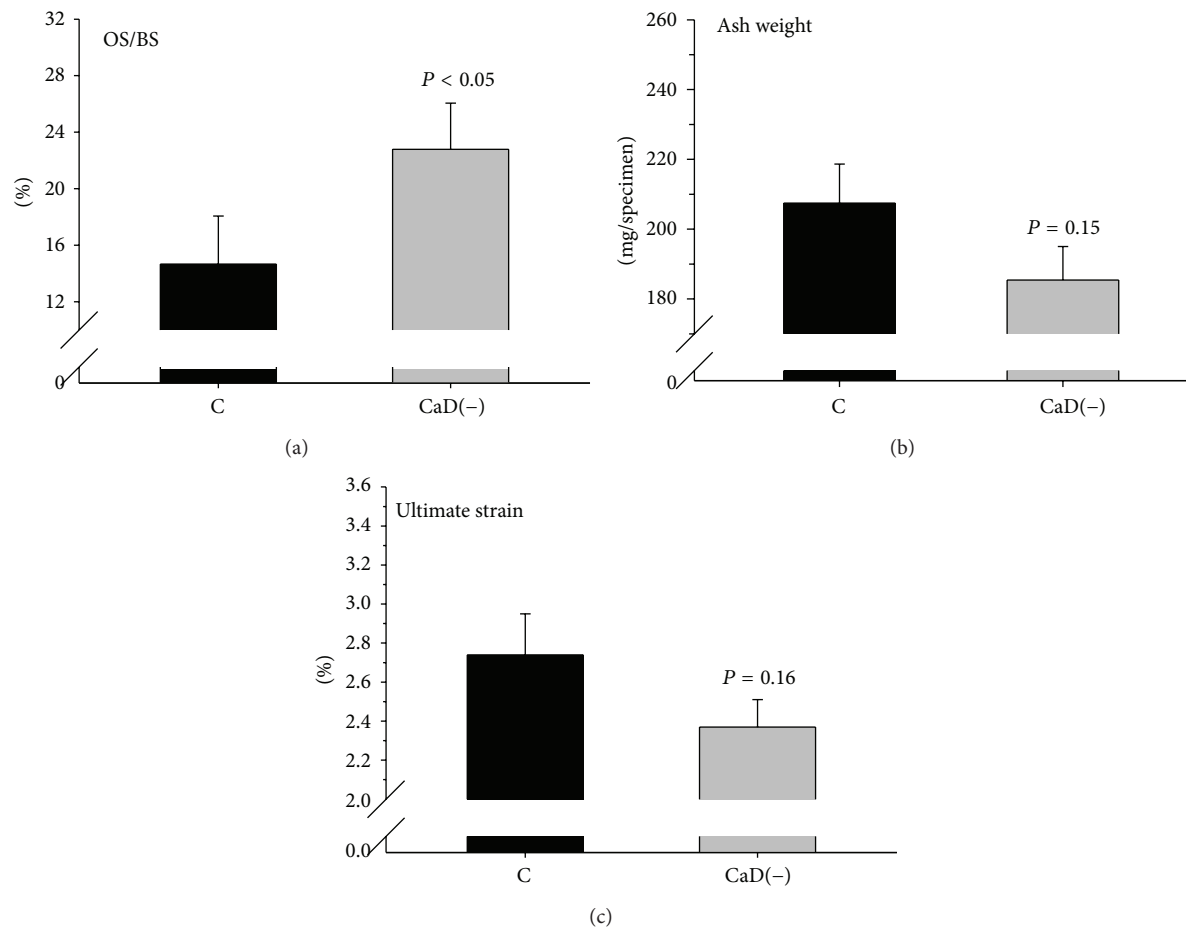 OS/BS
32
28
24
20
16
12
0
(%)
P < 0.05
C
CaD(−)
(a)
Ash weight
260
240
220
200
180
0
(mg/specimen)
P = 0.15
C
CaD(−)
(b)
Ultimate strain
3.6
3.4
3.2
3.0
2.8
2.6
2.4
2.2
2.0
0.0
(%)
P = 0.16
C
CaD(−)
(c)